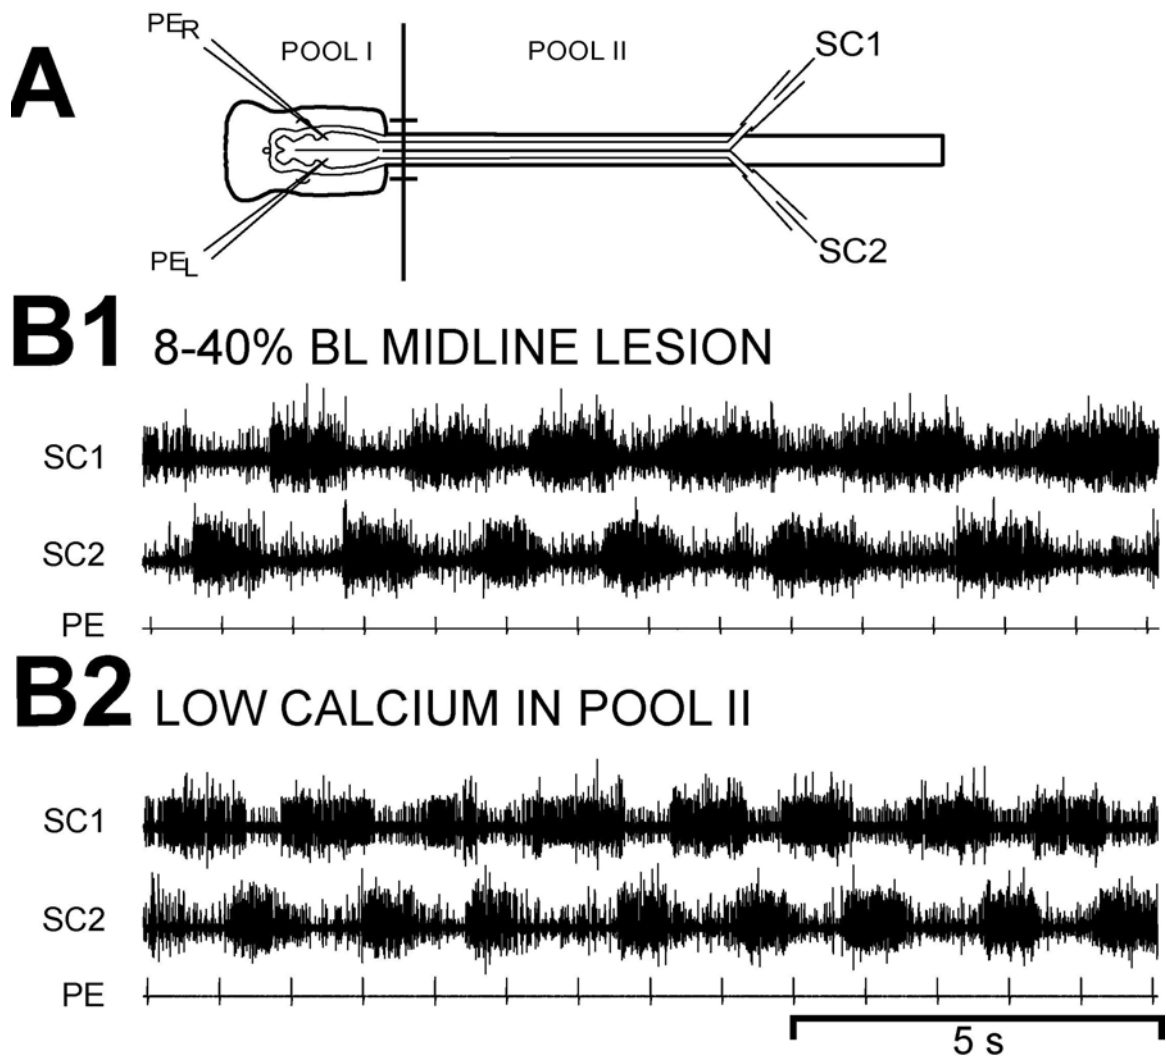 A
PER
POOL I
POOL II
SC1
PEL
SC2
B1 8-40% BL MIDLINE LESION
SC1
SC2
PE
B2 LOW CALCIUM IN POOL II
SC1
SC2
PE
5 s